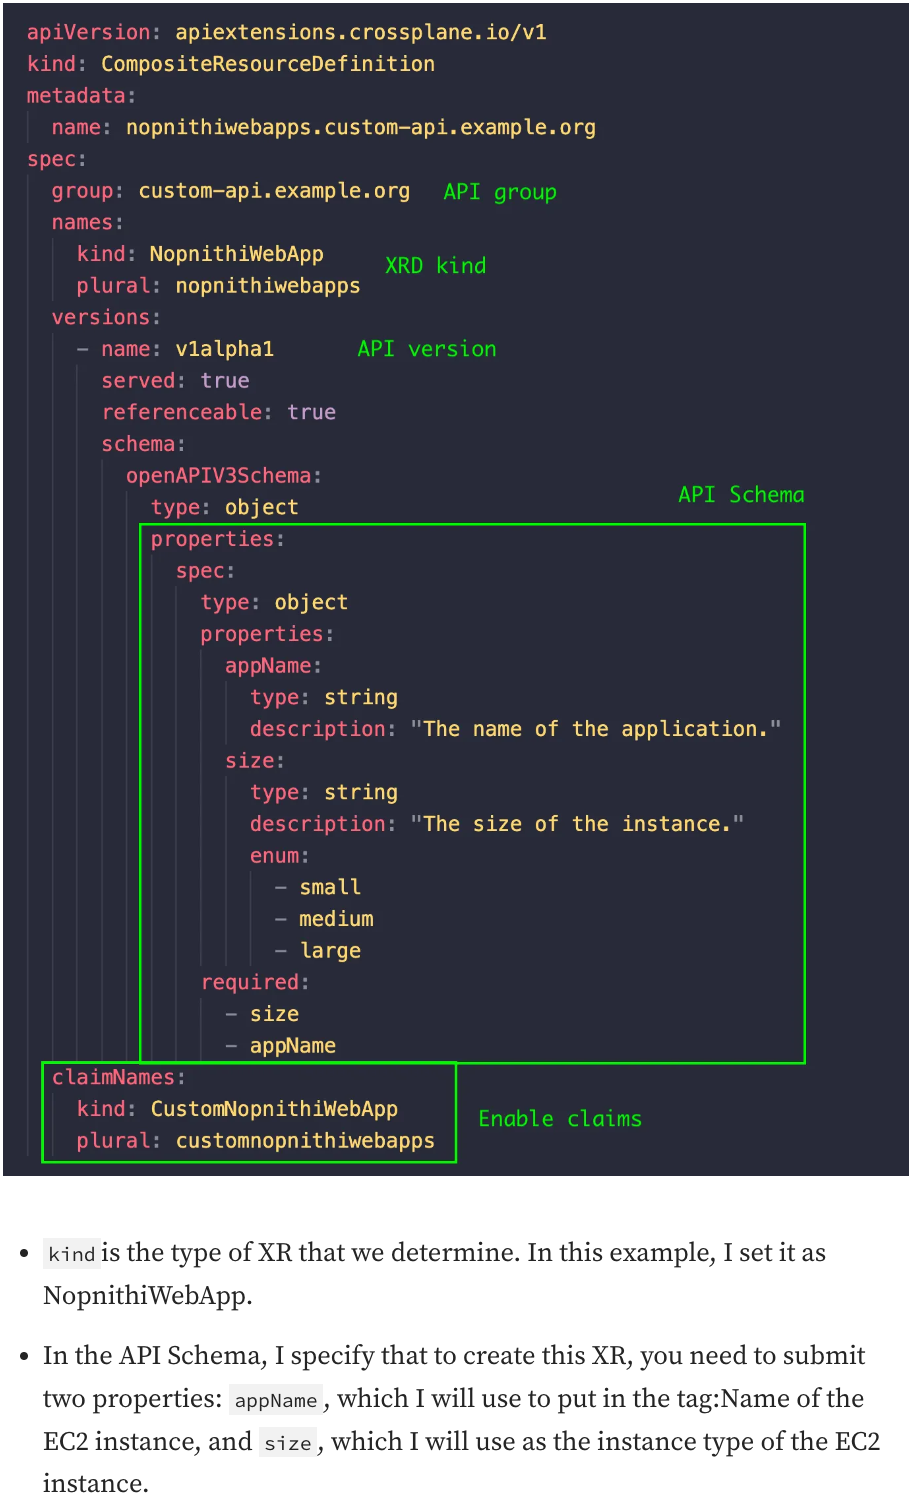 apiVersion: apiextensions.crossplane.io/v1
kind: CompositeResourceDefinition
metadata:
  name: nopnithiwebapps.custom-api.example.org
spec:
  group: custom-api.example.org API group
  names:
    kind: NopnithiWebApp
XRD kind
    plural: nopnithiwebapps
  versions:
    – name: v1alpha1 API version
      served: true
      referenceable: true
      schema:
        openAPIV3Schema:
API Schema
          type: object
          properties:
            spec:
              type: object
              properties:
                appName:
                  type: string
                  description: "The name of the application."
                size:
                  type: string
                  description: "The size of the instance."
                  enum:
                    – small
                    – medium
                    – large
              required:
                – size
                – appName
  claimNames:
    kind: CustomNopnithiWebApp
Enable claims
    plural: customnopnithiwebapps
• kind is the type of XR that we determine. In this example, I set it as
NopnithiWebApp.
• In the API Schema, I specify that to create this XR, you need to submit
two properties: appName, which I will use to put in the tag:Name of the
EC2 instance, and size, which I will use as the instance type of the EC2
instance.